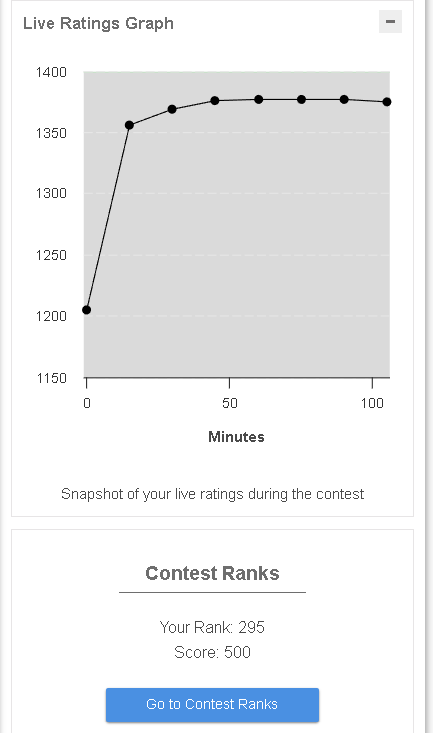 Live Ratings Graph
1400
1350
1300
1250
1200
1150
0 50 100
Minutes
Snapshot of your live ratings during the contest
Contest Ranks
Your Rank: 295
Score: 500
Go to Contest Ranks